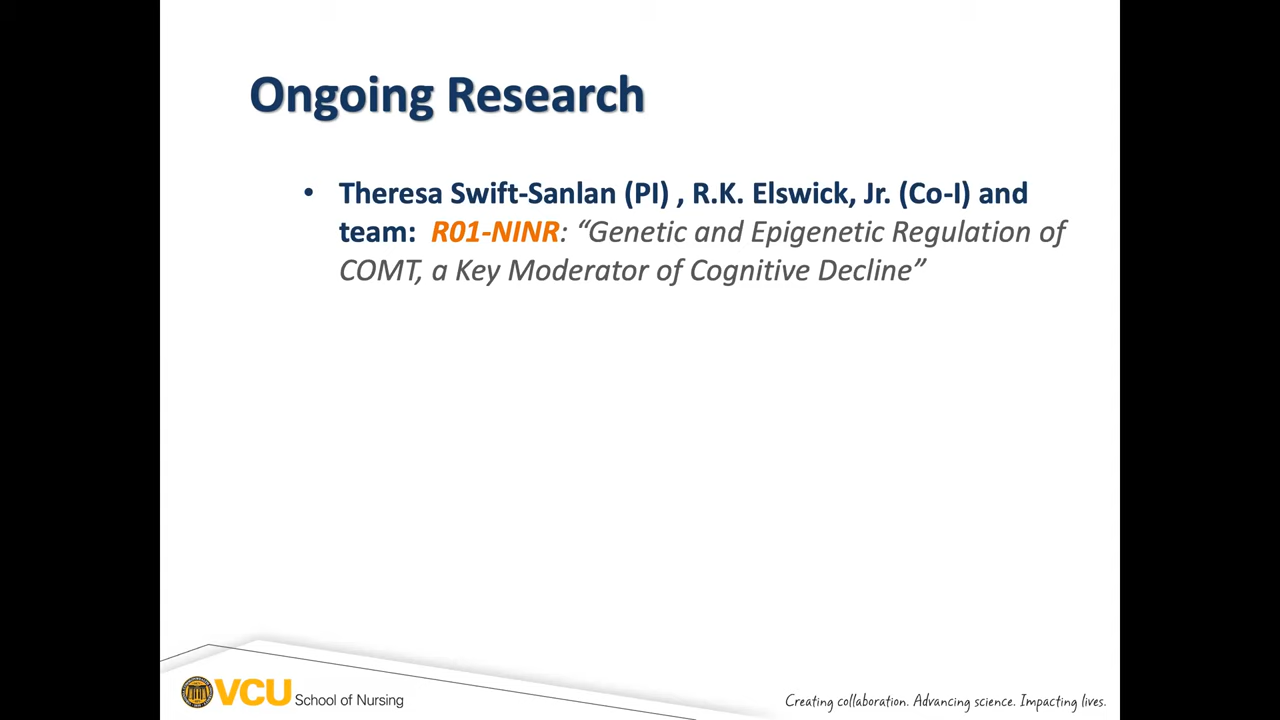 Ongoing Research
• Theresa Swift-Sanlan (PI) , R.K. Elswick, Jr. (Co-I) and
team: R01-NINR: “Genetic and Epigenetic Regulation of
COMT, a Key Moderator of Cognitive Decline”
VCU School of Nursing
Creating collaboration. Advancing science. Impacting lives.